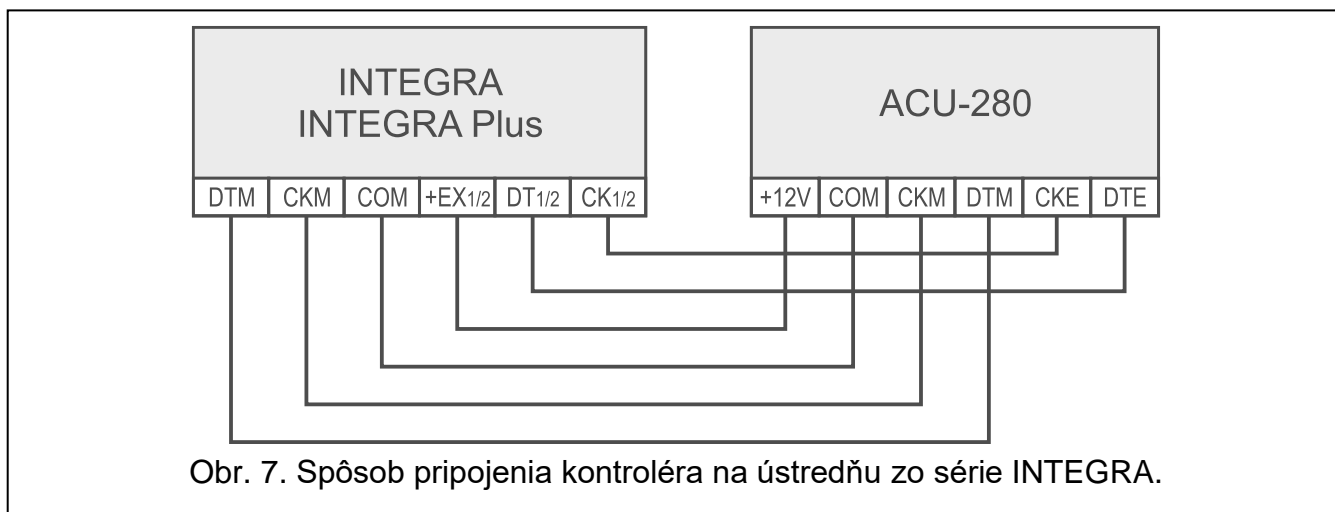 INTEGRA
INTEGRA Plus
ACU-280
DTM CKM COM +EX1/2 DT1/2 CK1/2
+12V COM CKM DTM CKE DTE
Obr. 7. Spôsob pripojenia kontroléra na ústredňu zo série INTEGRA.